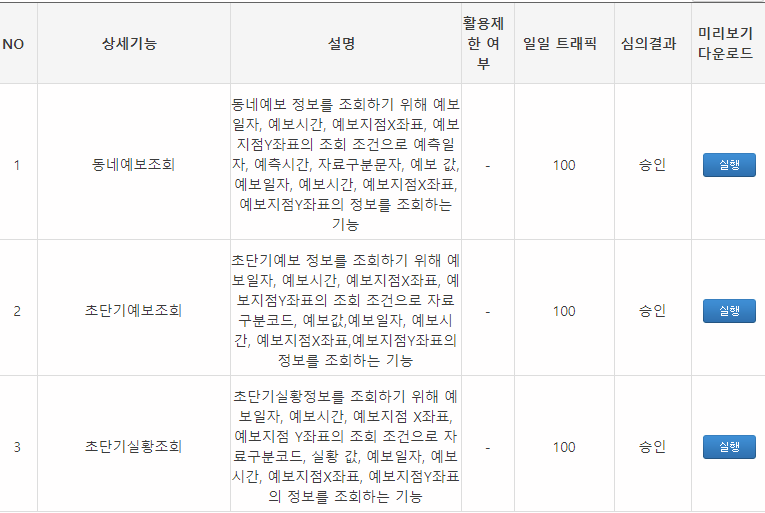 NO
상세기능
설명
활용제
한 여
부
일일 트래픽
심의결과
미리보기
다운로드
1
동네예보조회
동네예보 정보를 조회하기 위해 예보
일자, 예보시간, 예보지점X좌표, 예보
지점Y좌표의 조회 조건으로 예측일
자, 예측시간, 자료구분문자, 예보 값,
예보일자, 예보시간, 예보지점X좌표,
예보지점Y좌표의 정보를 조회하는
기능
-
100
승인
실행
2
초단기예보조회
초단기예보 정보를 조회하기 위해 예
보일자, 예보시간, 예보지점X좌표, 예
보지점Y좌표의 조회 조건으로 자료
구분코드, 예보값,예보일자, 예보시
간, 예보지점X좌표,예보지점Y좌표의
정보를 조회하는 기능
-
100
승인
실행
3
초단기실황조회
초단기실황정보를 조회하기 위해 예
보일자, 예보시간, 예보지점 X좌표,
예보지점 Y좌표의 조회 조건으로 자
료구분코드, 실황 값, 예보일자, 예보
시간, 예보지점X좌표, 예보지점Y좌표
의 정보를 조회하는 기능
-
100
승인
실행